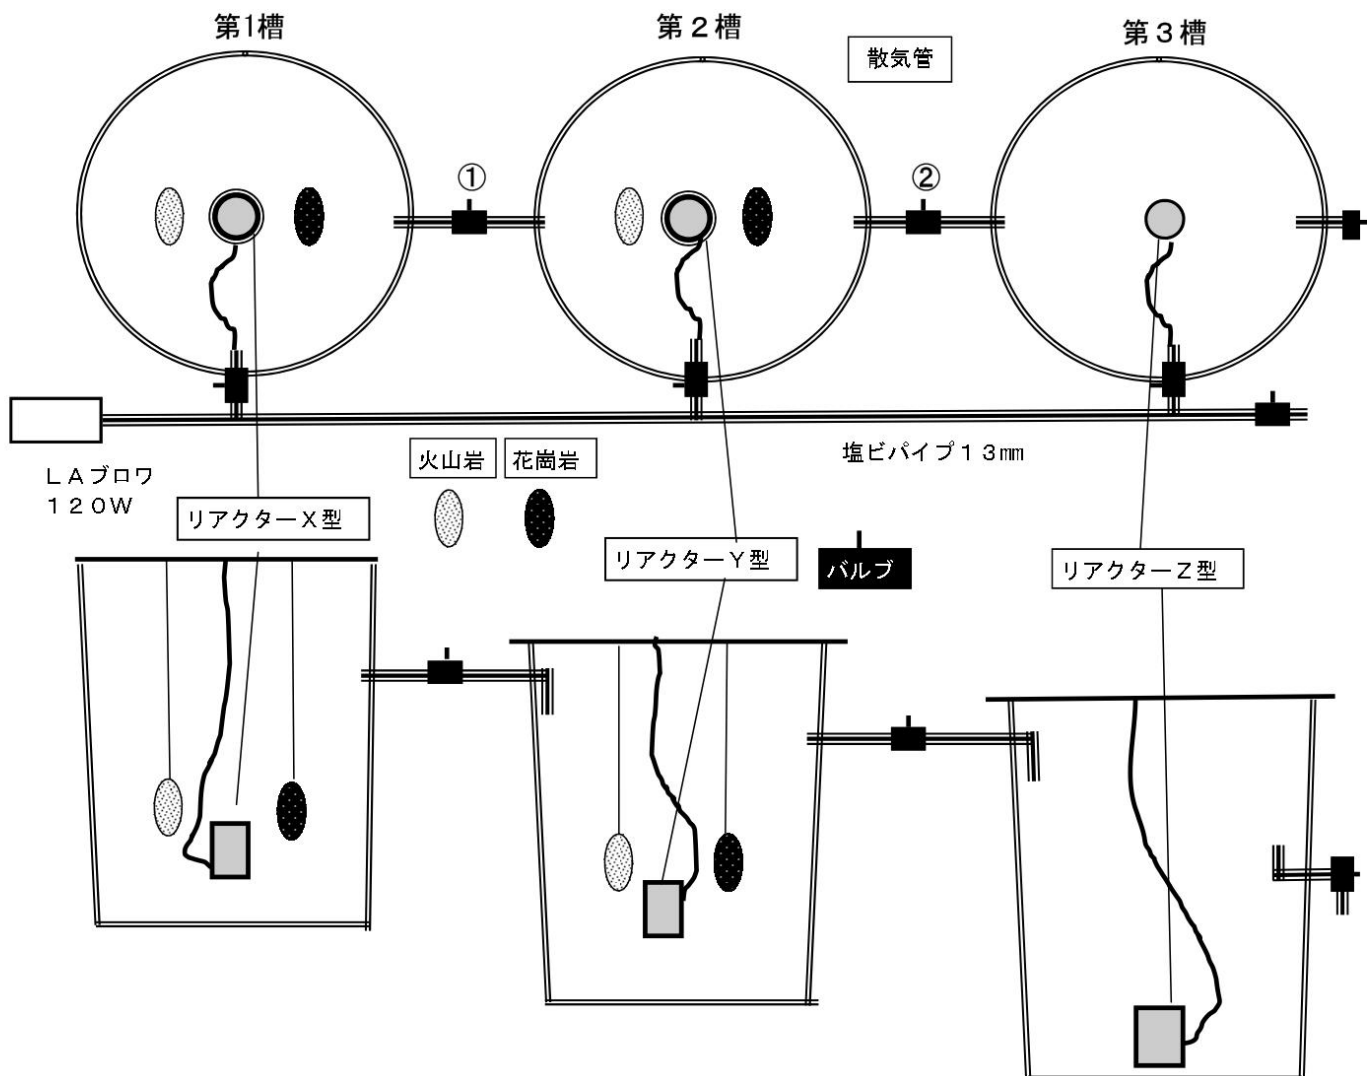 第1槽
第２槽
第３槽
散気管
①
②
ＬＡブロワ
１２０Ｗ
火山岩
花崗岩
塩ビパイプ１３㎜
リアクターＸ型
リアクターＹ型
バルブ
リアクターＺ型